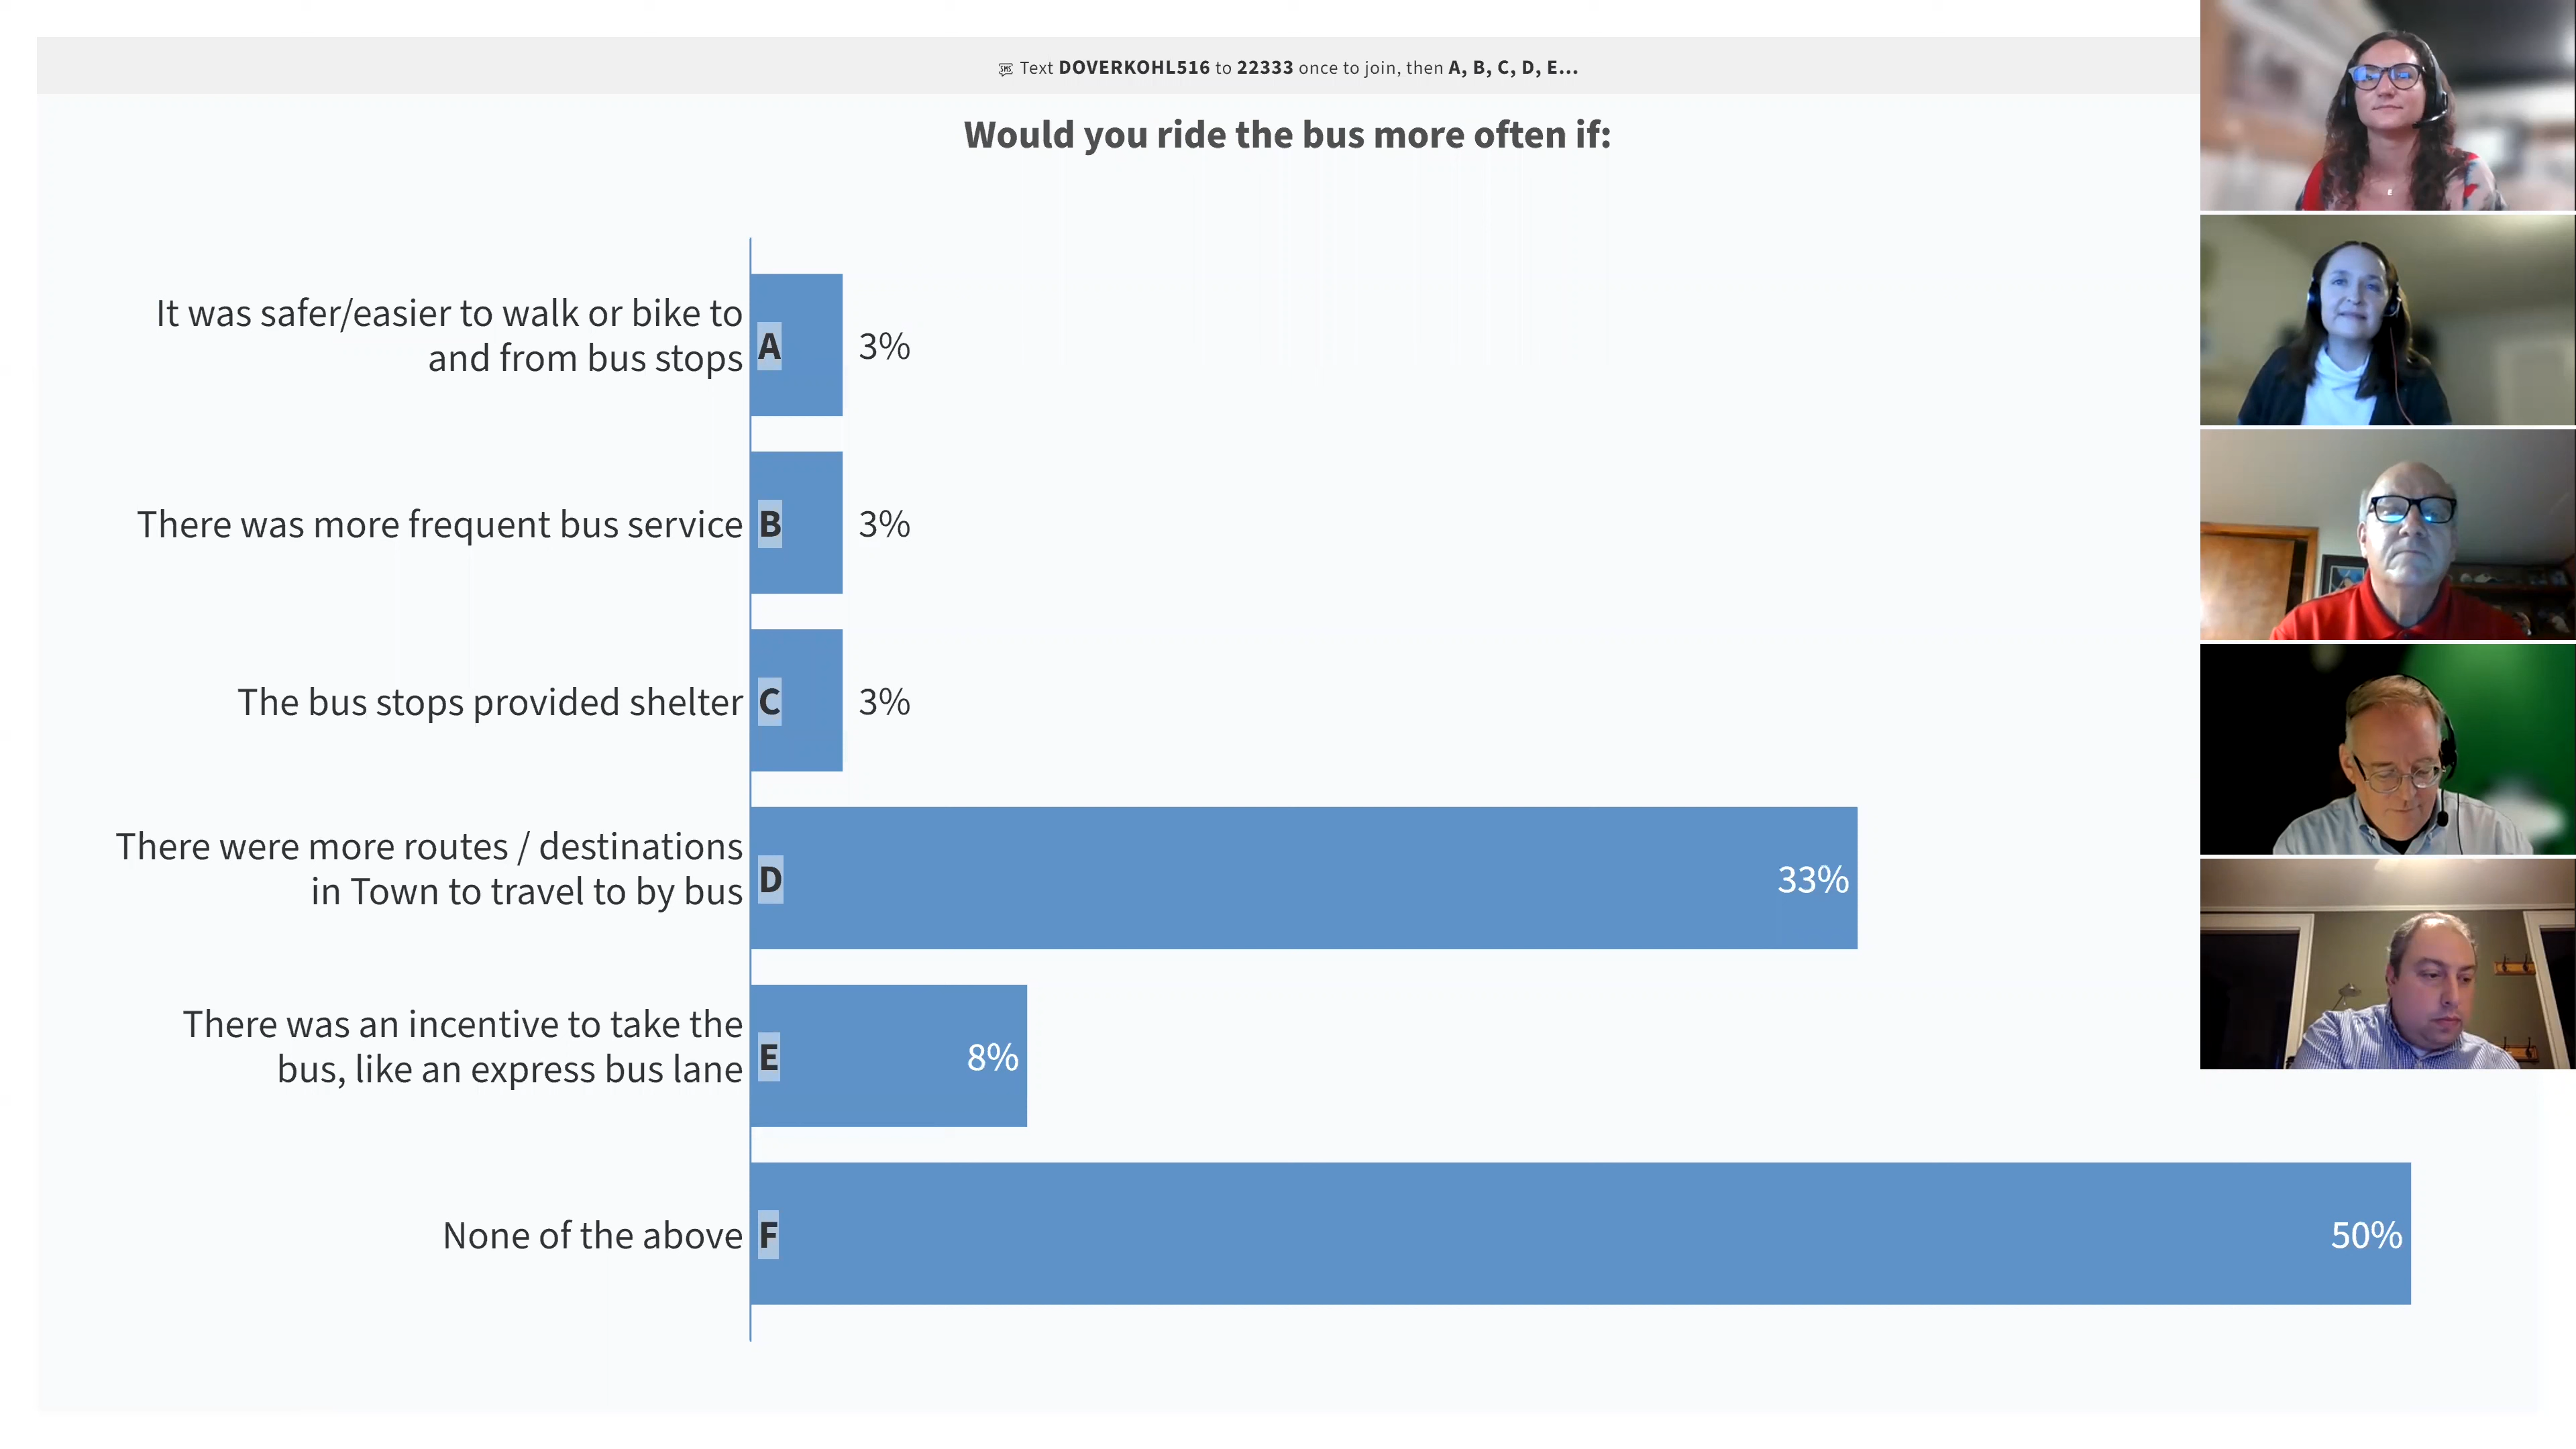 Text DOVERKOHL516 to 22333 once to join, then A, B, C, D, E...
Would you ride the bus more often if:
It was safer/easier to walk or bike to
and from bus stops
A
3%
There was more frequent bus service
B
3%
The bus stops provided shelter
C
3%
There were more routes / destinations
in Town to travel to by bus
D
33%
There was an incentive to take the
bus, like an express bus lane
E
8%
None of the above
F
50%